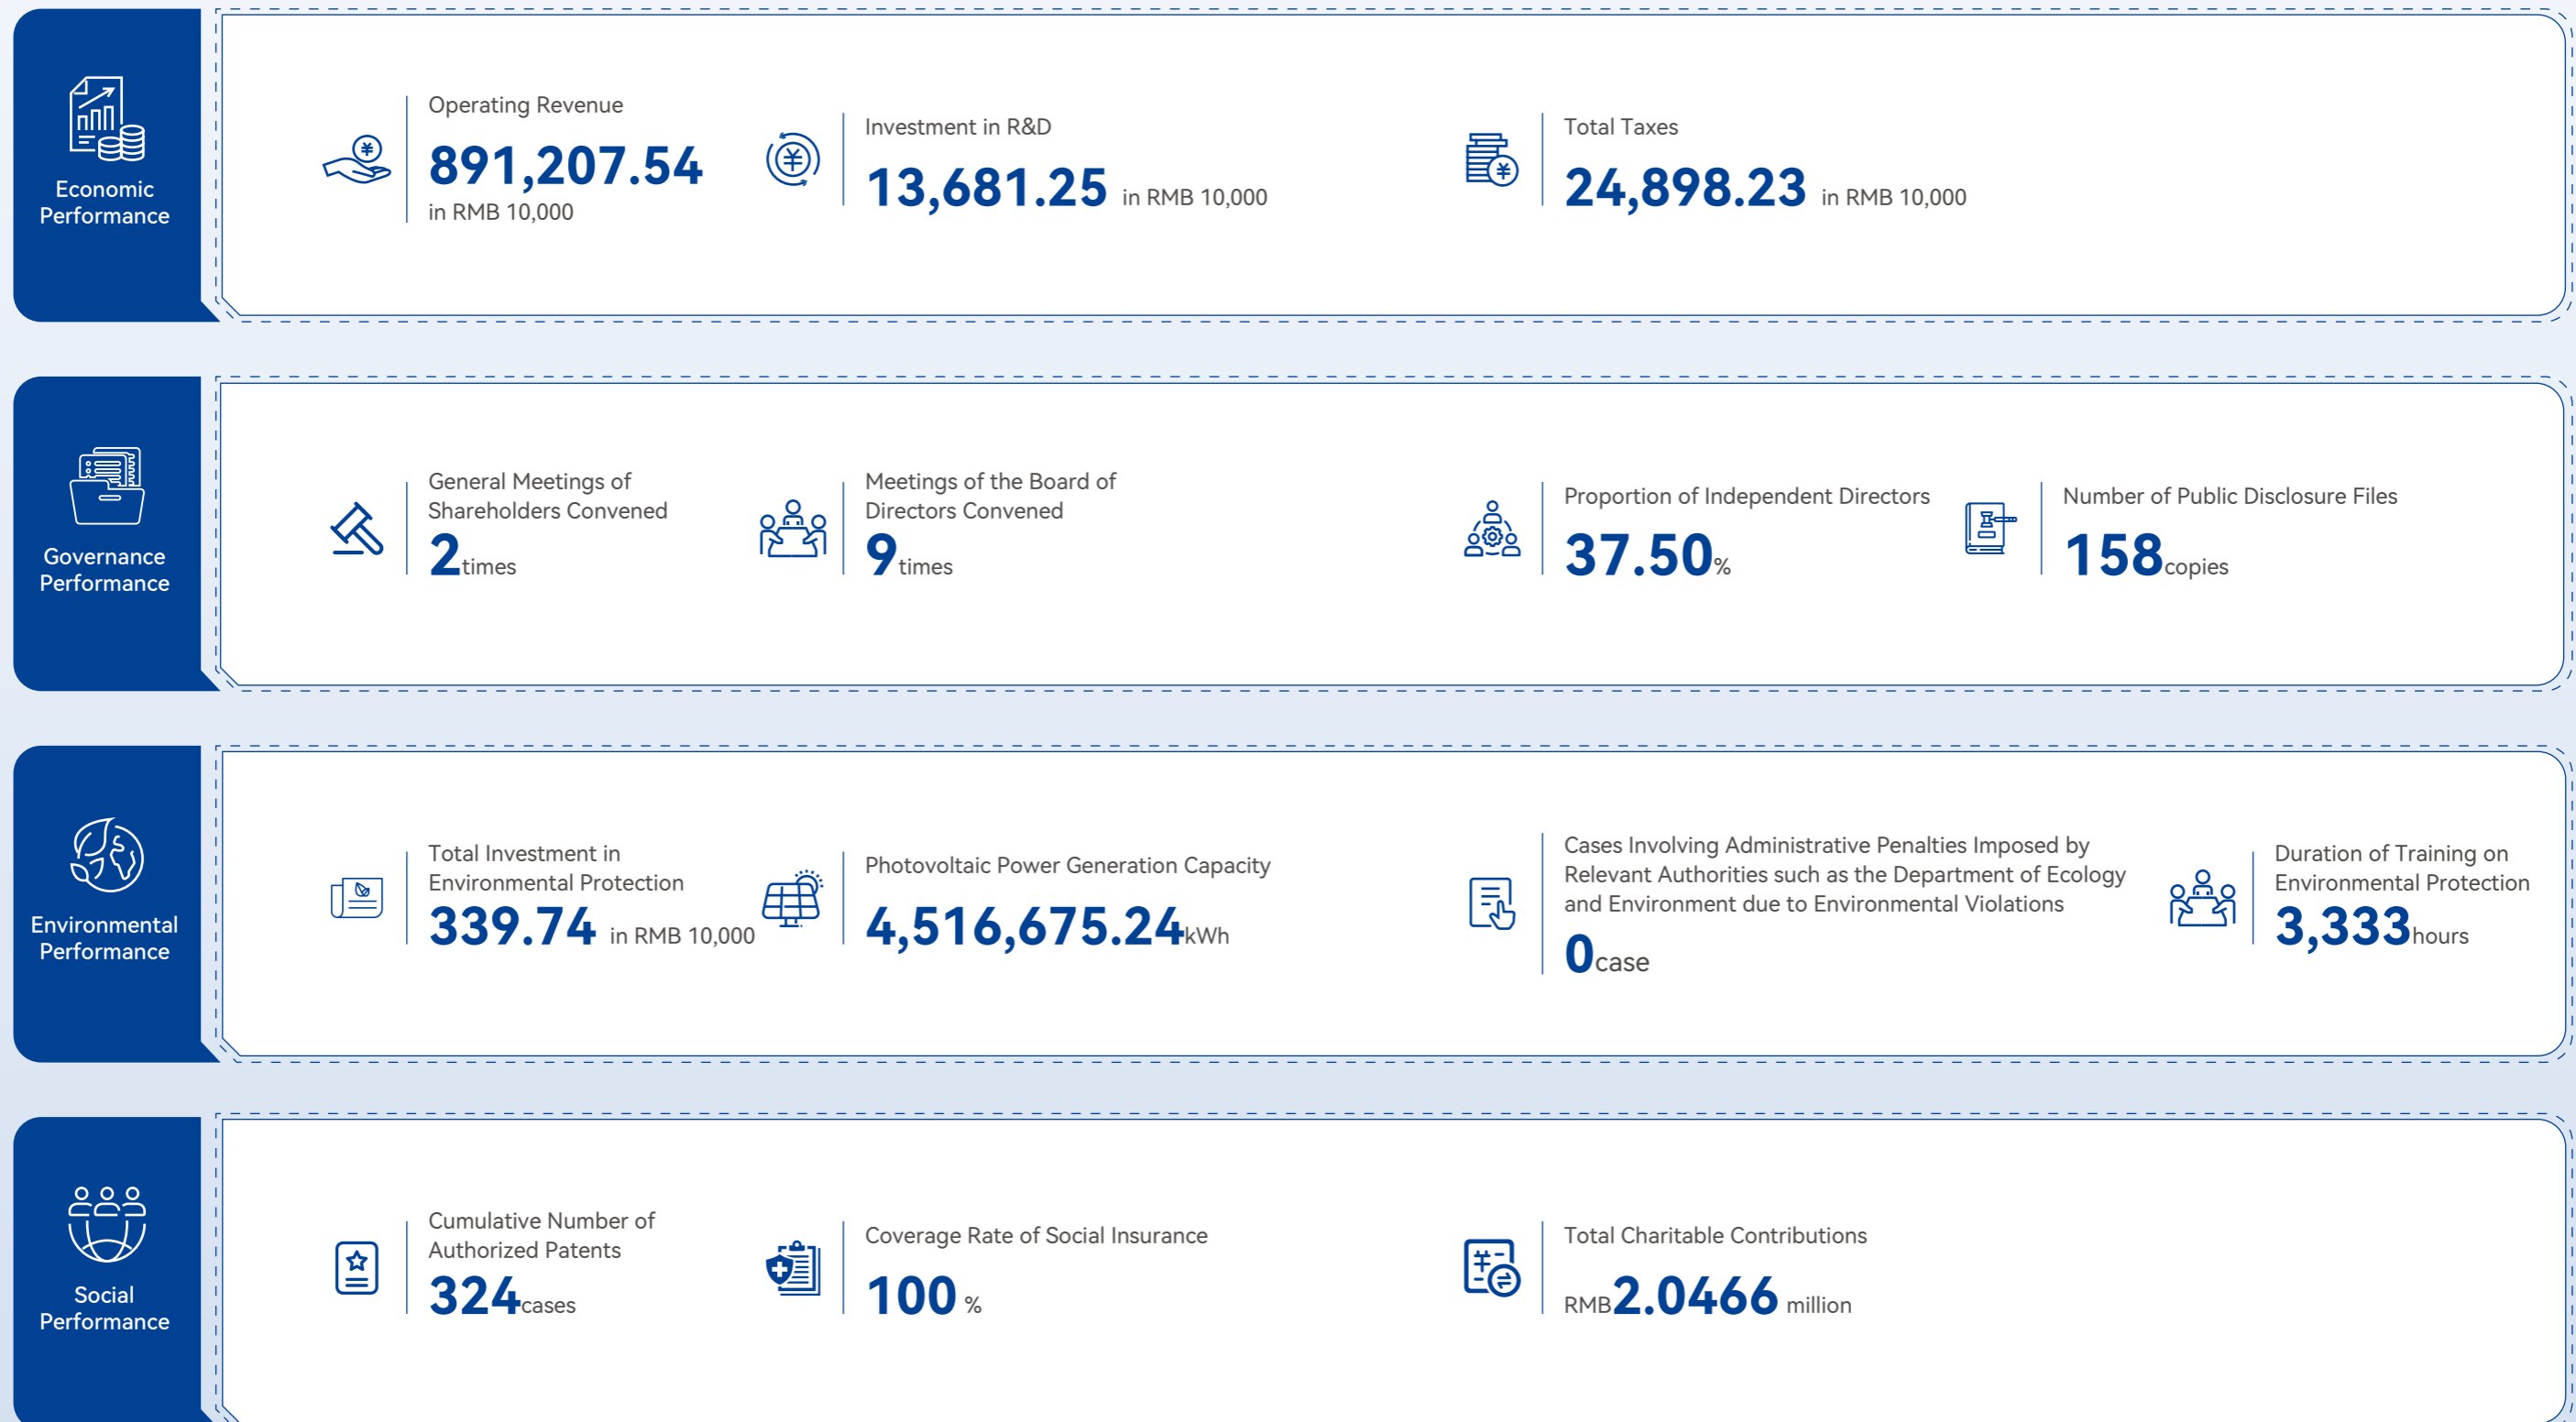 Economic
Performance
Operating Revenue
891,207.54
in RMB 10,000
Investment in R&D
13,681.25 in RMB 10,000
Total Taxes
24,898.23 in RMB 10,000
Governance
Performance
General Meetings of
Shareholders Convened
2times
Meetings of the Board of
Directors Convened
9times
Proportion of Independent Directors
37.50%
Number of Public Disclosure Files
158copies
Environmental
Performance
Total Investment in
Environmental Protection
339.74 in RMB 10,000
Photovoltaic Power Generation Capacity
4,516,675.24kWh
Cases Involving Administrative Penalties Imposed by
Relevant Authorities such as the Department of Ecology
and Environment due to Environmental Violations
0case
Duration of Training on
Environmental Protection
3,333hours
Social
Performance
Cumulative Number of
Authorized Patents
324cases
Coverage Rate of Social Insurance
100 %
Total Charitable Contributions
RMB2.0466 million